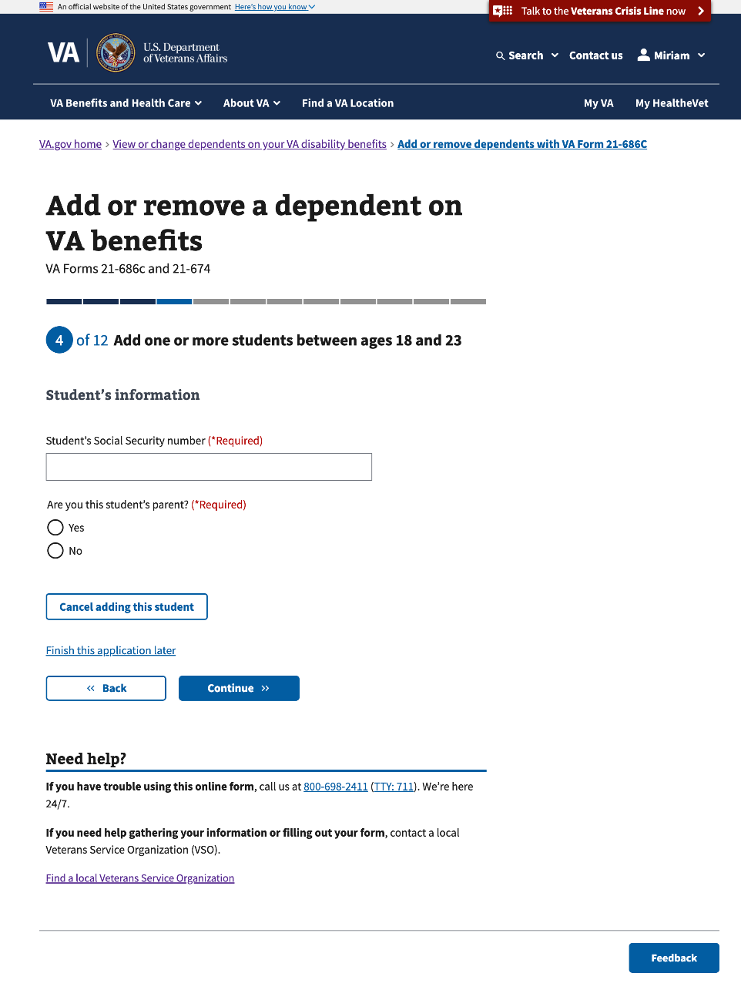 An official website of the United States government Here's how you know
Talk to the Veterans Crisis Line now
VA
U.S. Department
of Veterans Affairs
Search Contact us Miriam
VA Benefits and Health Care About VA Find a VA Location My VA My HealtheVet
VA.gov home › View or change dependents on your VA disability benefits › Add or remove dependents with VA Form 21-686C
Add or remove a dependent on
VA benefits
VA Forms 21-686c and 21-674
4 of 12 Add one or more students between ages 18 and 23
Student's information
Student's Social Security number (*Required)
Are you this student's parent? (*Required)
Yes
No
Cancel adding this student
Finish this application later
« Back Continue »
Need help?
If you have trouble using this online form, call us at 800-698-2411 (TTY: 711). We're here
24/7.
If you need help gathering your information or filling out your form, contact a local
Veterans Service Organization (VSO).
Find a local Veterans Service Organization
Feedback